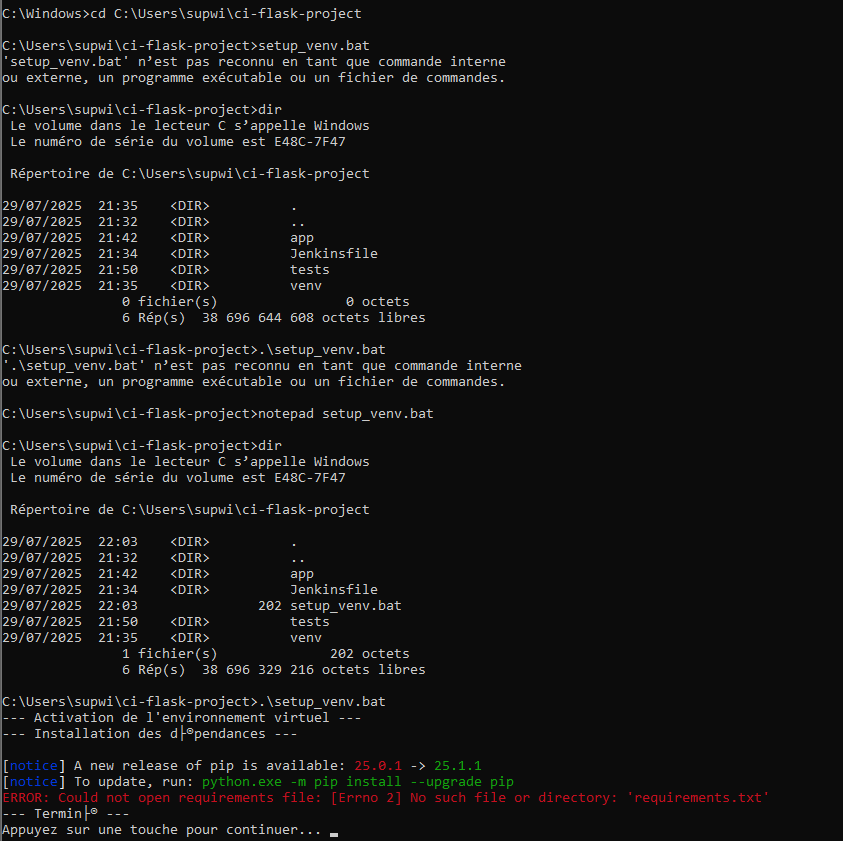 C:\Windows>cd C:\Users\supwi\ci-flask-project
C:\Users\supwi\ci-flask-project>setup_venv.bat
'setup_venv.bat' n’est pas reconnu en tant que commande interne
ou externe, un programme exécutable ou un fichier de commandes.
C:\Users\supwi\ci-flask-project>dir
 Le volume dans le lecteur C s’appelle Windows
 Le numéro de série du volume est E48C-7F47
 Répertoire de C:\Users\supwi\ci-flask-project
29/07/2025  21:35    <DIR>          .
29/07/2025  21:32    <DIR>          ..
29/07/2025  21:42    <DIR>          app
29/07/2025  21:34    <DIR>          Jenkinsfile
29/07/2025  21:50    <DIR>          tests
29/07/2025  21:35    <DIR>          venv
               0 fichier(s)                0 octets
               6 Rép(s)  38 696 644 608 octets libres
C:\Users\supwi\ci-flask-project>.\setup_venv.bat
'.\setup_venv.bat' n’est pas reconnu en tant que commande interne
ou externe, un programme exécutable ou un fichier de commandes.
C:\Users\supwi\ci-flask-project>notepad setup_venv.bat
C:\Users\supwi\ci-flask-project>dir
 Le volume dans le lecteur C s’appelle Windows
 Le numéro de série du volume est E48C-7F47
 Répertoire de C:\Users\supwi\ci-flask-project
29/07/2025  22:03    <DIR>          .
29/07/2025  21:32    <DIR>          ..
29/07/2025  21:42    <DIR>          app
29/07/2025  21:34    <DIR>          Jenkinsfile
29/07/2025  22:03               202 setup_venv.bat
29/07/2025  21:50    <DIR>          tests
29/07/2025  21:35    <DIR>          venv
               1 fichier(s)              202 octets
               6 Rép(s)  38 696 329 216 octets libres
C:\Users\supwi\ci-flask-project>.\setup_venv.bat
--- Activation de l'environnement virtuel ---
--- Installation des d├®pendances ---
[notice] A new release of pip is available: 25.0.1 -> 25.1.1
[notice] To update, run: python.exe -m pip install --upgrade pip
ERROR: Could not open requirements file: [Errno 2] No such file or directory: 'requirements.txt'
--- Termin├® ---
Appuyez sur une touche pour continuer...